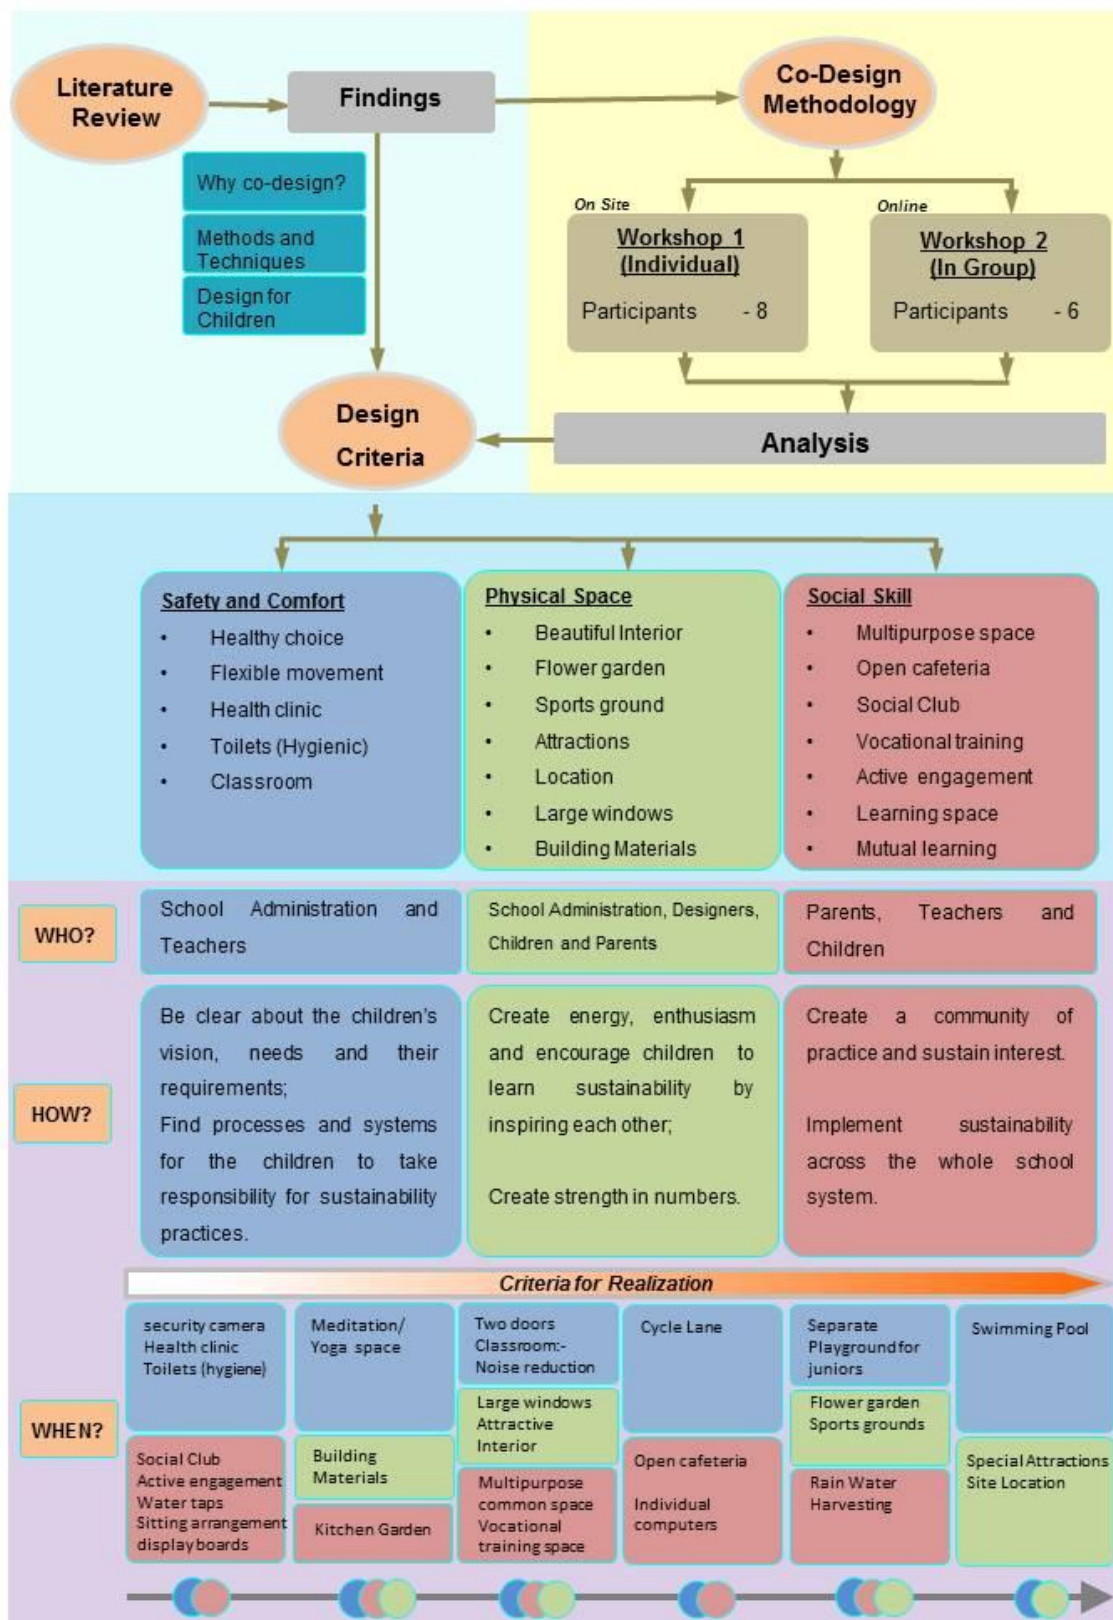 Literature
Review
Findings
Co-Design
Methodology
Why co-design?
Methods and
Techniques
Design for
Children
On Site
Workshop 1
(Individual)
Participants - 8
Online
Workshop 2
(In Group)
Participants - 6
Design
Criteria
Analysis
Safety and Comfort
• Healthy choice
• Flexible movement
• Health clinic
• Toilets (Hygienic)
• Classroom
Physical Space
• Beautiful Interior
• Flower garden
• Sports ground
• Attractions
• Location
• Large windows
• Building Materials
Social Skill
• Multipurpose space
• Open cafeteria
• Social Club
• Vocational training
• Active engagement
• Learning space
• Mutual learning
WHO?
School Administration and
Teachers
School Administration, Designers,
Children and Parents
Parents, Teachers and
Children
HOW?
Be clear about the children's
vision, needs and their
requirements;
Find processes and systems
for the children to take
responsibility for sustainability
practices.
Create energy, enthusiasm
and encourage children to
learn sustainability by
inspiring each other;
Create strength in numbers.
Create a community of
practice and sustain interest.
Implement sustainability
across the whole school
system.
Criteria for Realization
WHEN?
security camera
Health clinic
Toilets (hygiene)
Social Club
Active engagement
Water taps
Sitting arrangement
display boards
Meditation/
Yoga space
Building
Materials
Kitchen Garden
Two doors
Classroom:-
Noise reduction
Large windows
Attractive
Interior
Multipurpose
common space
Vocational
training space
Cycle Lane
Open cafeteria
Individual
computers
Separate
Playground for
juniors
Flower garden
Sports grounds
Rain Water
Harvesting
Swimming Pool
Special Attractions
Site Location